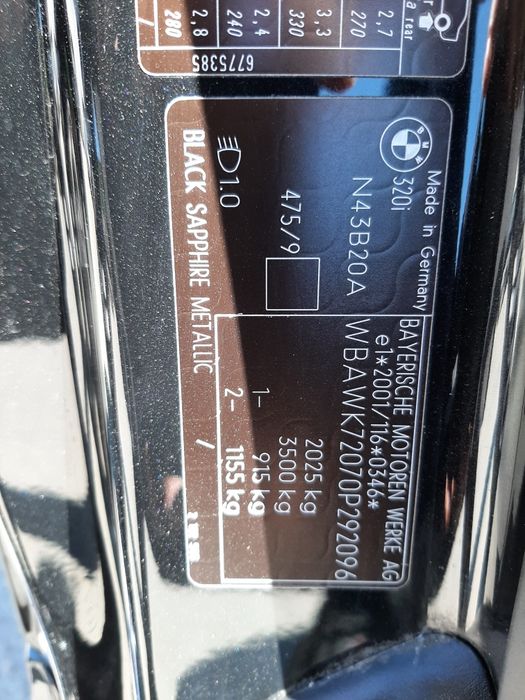 r
a rear
2,7
270
3,3
330
2,4
240
2,8
280
6775385
Made in Germany
BMW
320i
N43B20A
475/9
1.0
BLACK SAPPHIRE METALLIC /
BAYERISCHE MOTOREN WERKE AG
e1*2001/116*0346*
WBAWK72070P292096
2025 kg
3500 kg
1- 915 kg
2- 1155 kg